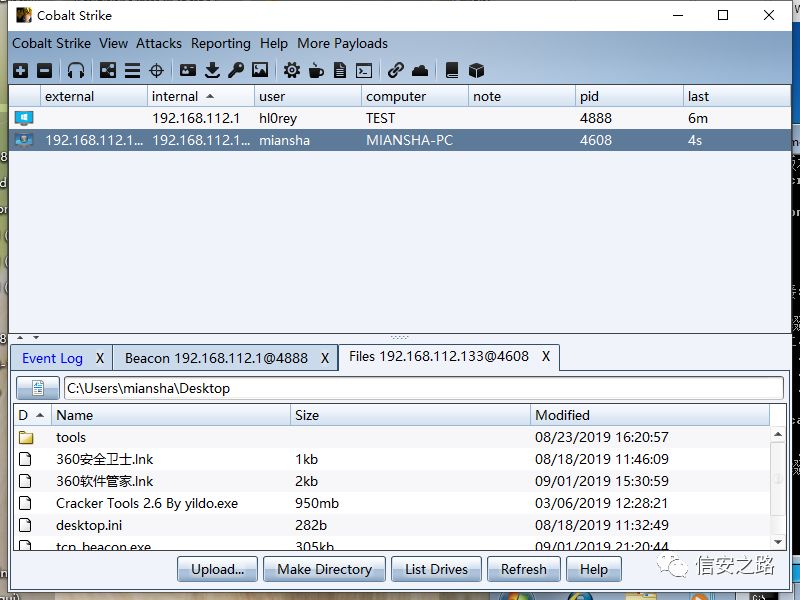 Cobalt Strike
Cobalt Strike View Attacks Reporting Help More Payloads
external internal user computer note pid last
192.168.112.1 hl0rey TEST 4888 6m
192.168.112.1... 192.168.112.1... miansha MIANSHA-PC 4608 4s
Event Log X Beacon 192.168.112.1@4888 X Files 192.168.112.133@4608 X
C:\Users\miansha\Desktop
D Name Size Modified
tools 08/23/2019 16:20:57
360安全卫士.lnk 1kb 08/18/2019 11:46:09
360软件管家.lnk 2kb 09/01/2019 15:30:59
Cracker Tools 2.6 By yildo.exe 950mb 03/06/2019 12:28:21
desktop.ini 282b 08/18/2019 11:32:49
tcp_beacon.exe 305kb 09/01/2019 21:20:44
Upload... Make Directory List Drives Refresh Help
信安之路